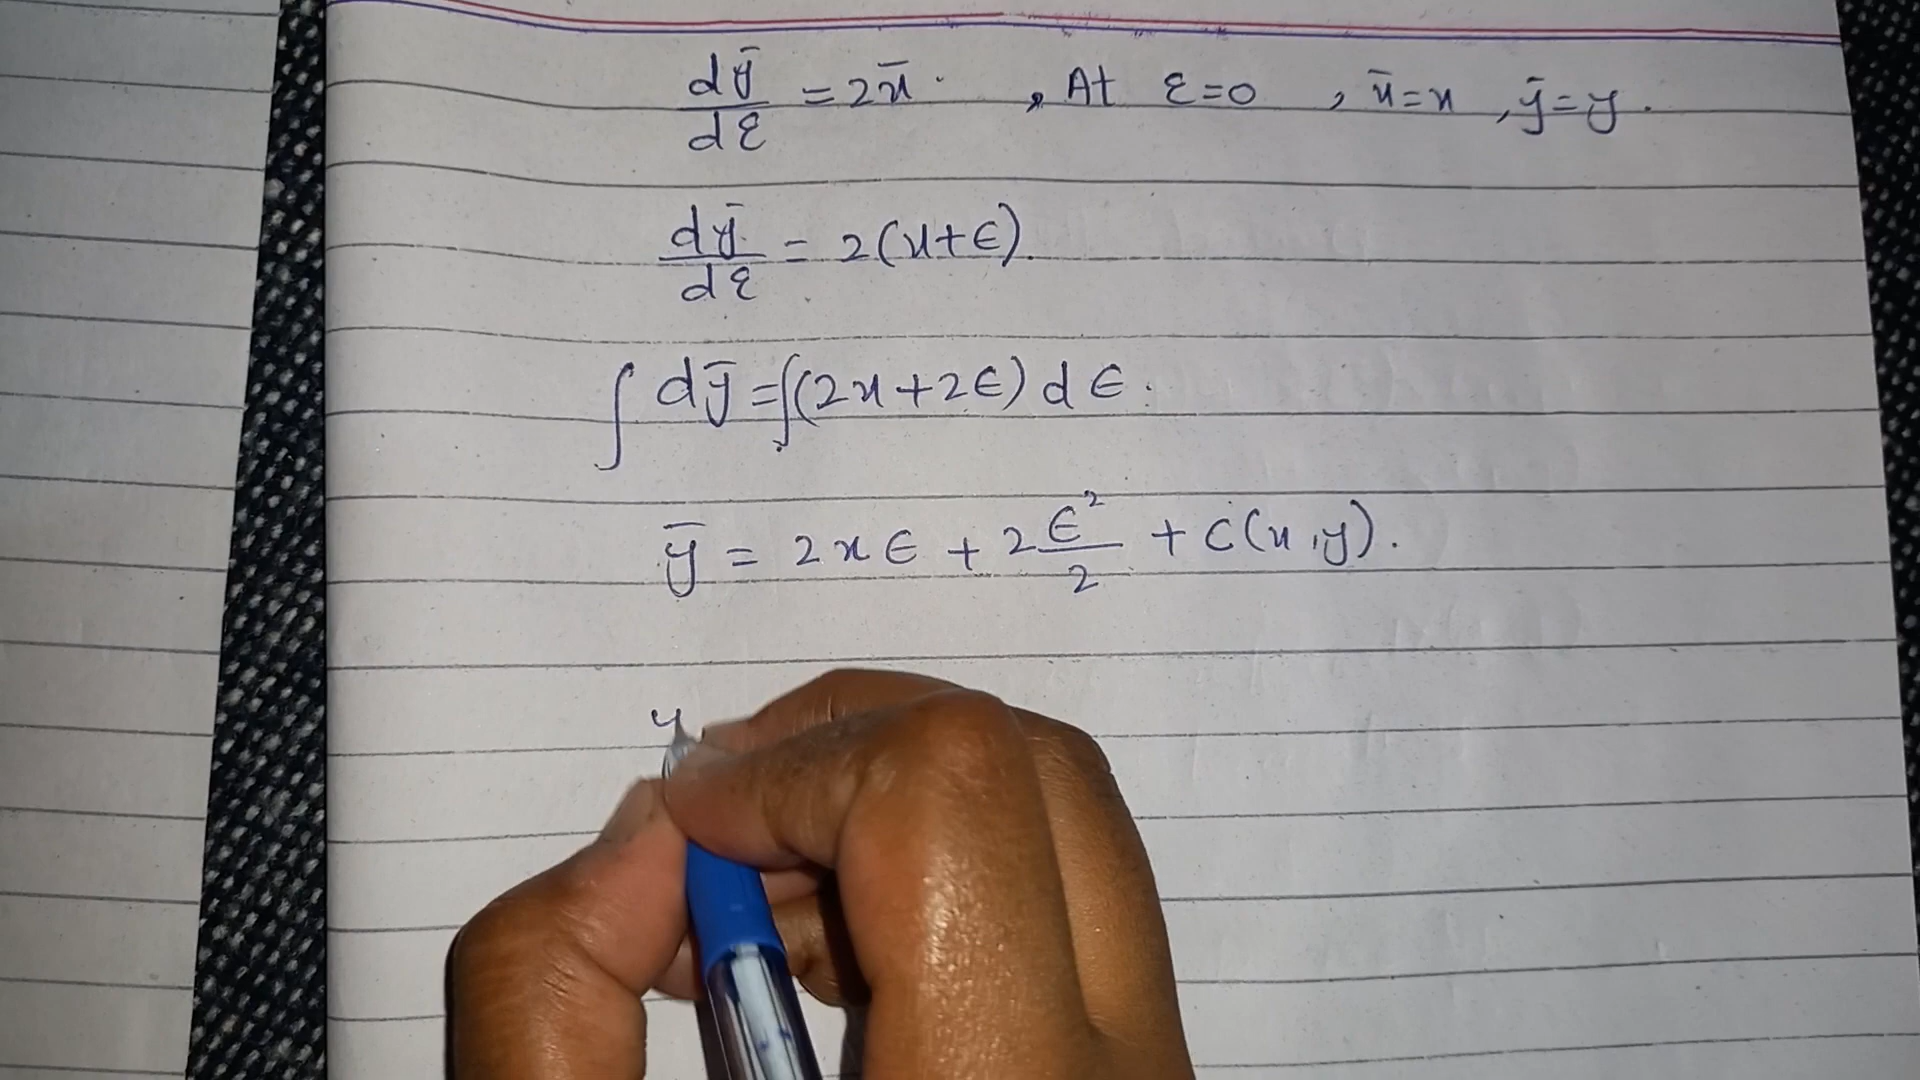 dȳ/dε = 2x̄ . , At ε=0 , x̄=x , ȳ=y .
dȳ/dε = 2(x+ϵ).
∫ dȳ = ∫(2x+2ϵ) dϵ .
ȳ = 2xϵ + 2ϵ²/2 + C(x,y).
y